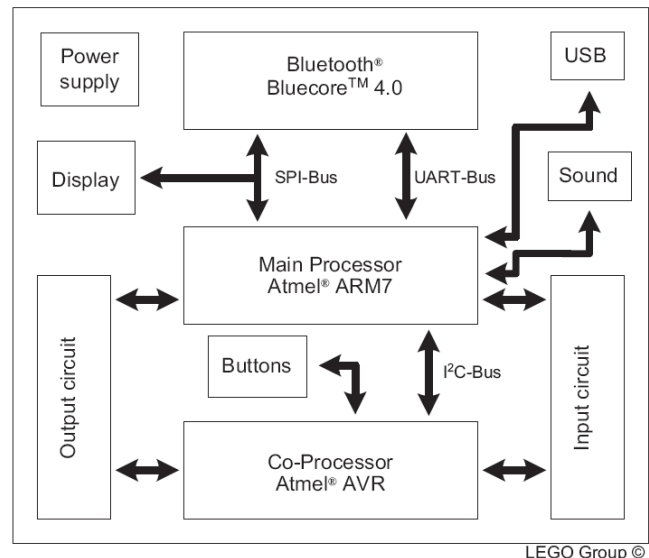 Power
supply
Bluetooth®
Bluecore™ 4.0
USB
Display
SPI-Bus
UART-Bus
Sound
Main Processor
Atmel® ARM7
Output circuit
Buttons
I²C-Bus
Input circuit
Co-Processor
Atmel® AVR
LEGO Group ©